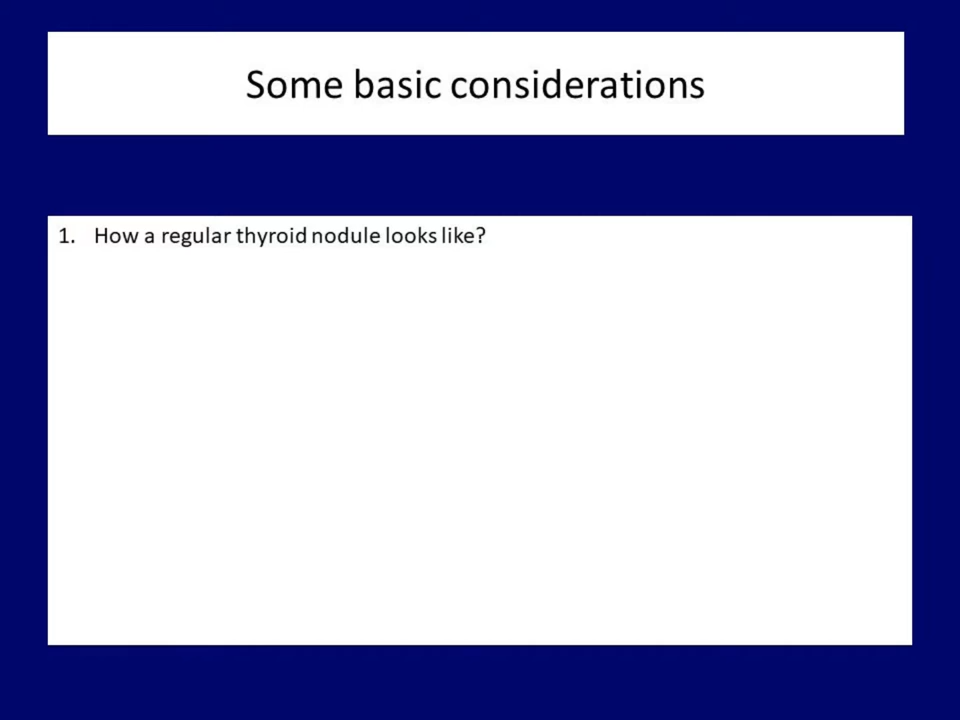 Some basic considerations
1. How a regular thyroid nodule looks like?